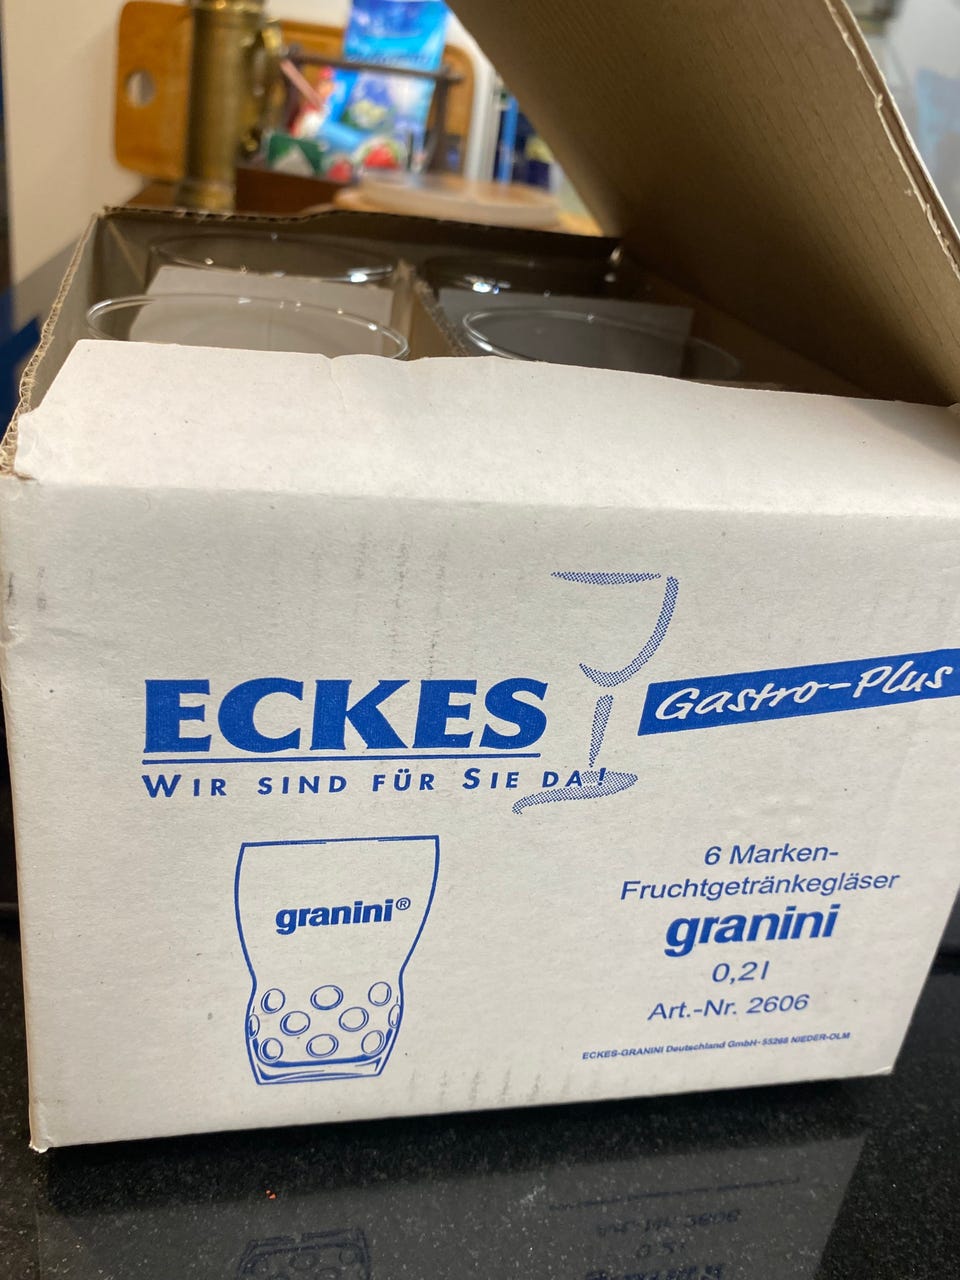 ECKES
WIR SIND FÜR SIE DA!
Gastro-Plus
granini®
6 Marken-
Fruchtgetränkegläser
granini
0,2l
Art.-Nr. 2606
ECKES-GRANINI Deutschland GmbH-55268 NIEDER-OLM